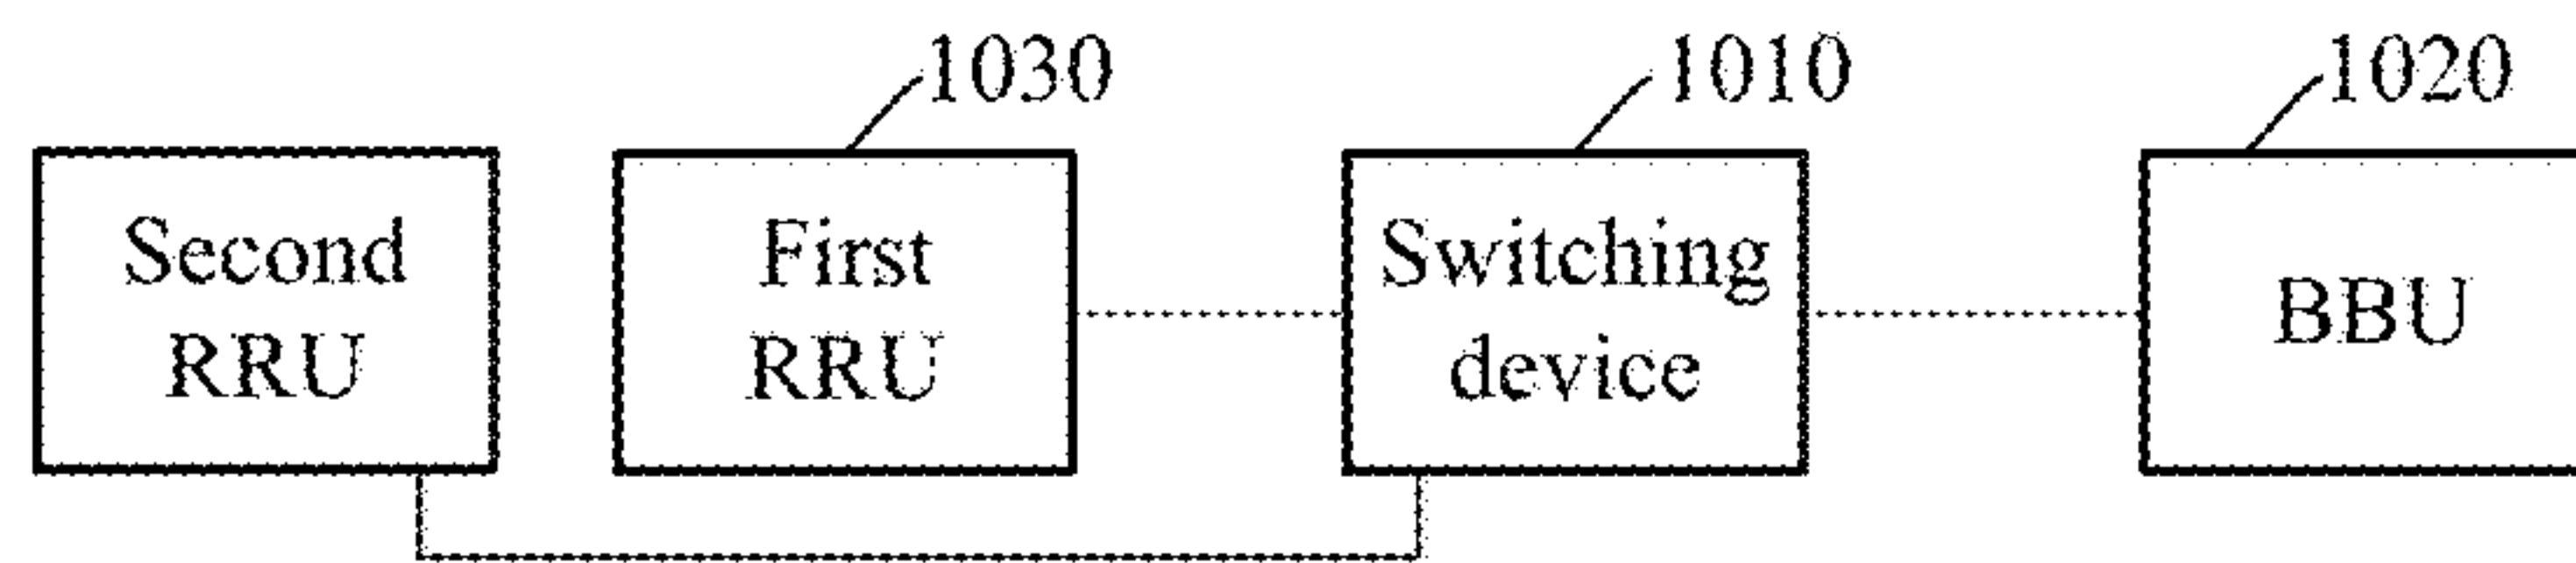 1030
1010
1020
Second
RRU
First
RRU
Switching
device
BBU